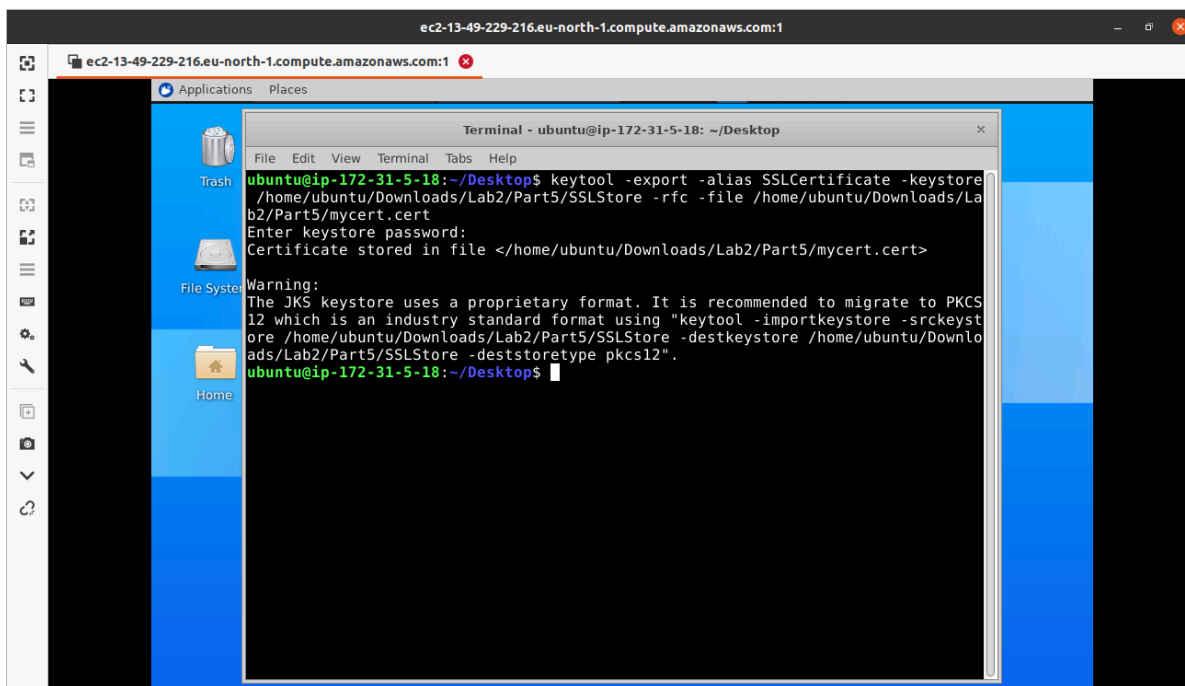 ec2-13-49-229-216.eu-north-1.compute.amazonaws.com:1
ec2-13-49-229-216.eu-north-1.compute.amazonaws.com:1
Applications Places
Terminal - ubuntu@ip-172-31-5-18: ~/Desktop
File Edit View Terminal Tabs Help
Trash
File System
Home
ubuntu@ip-172-31-5-18:~/Desktop$ keytool -export -alias SSLCertificate -keystore
/home/ubuntu/Downloads/Lab2/Part5/SSLStore -rfc -file /home/ubuntu/Downloads/La
b2/Part5/mycert.cert
Enter keystore password:
Certificate stored in file </home/ubuntu/Downloads/Lab2/Part5/mycert.cert>
Warning:
The JKS keystore uses a proprietary format. It is recommended to migrate to PKCS
12 which is an industry standard format using "keytool -importkeystore -srckeyst
ore /home/ubuntu/Downloads/Lab2/Part5/SSLStore -destkeystore /home/ubuntu/Downlo
ads/Lab2/Part5/SSLStore -deststoretype pkcs12".
ubuntu@ip-172-31-5-18:~/Desktop$